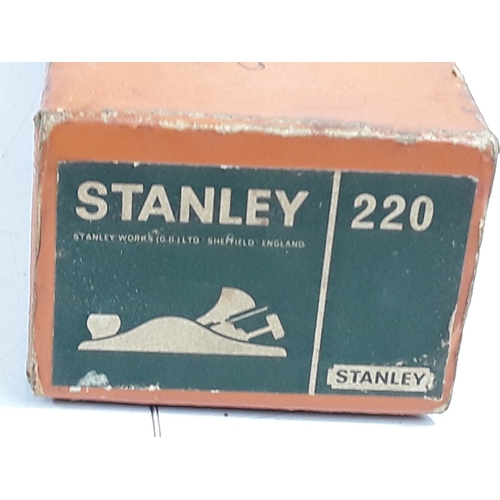 STANLEY
STANLEY WORKS (G.B.) LTD SHEFFIELD ENGLAND
220
STANLEY